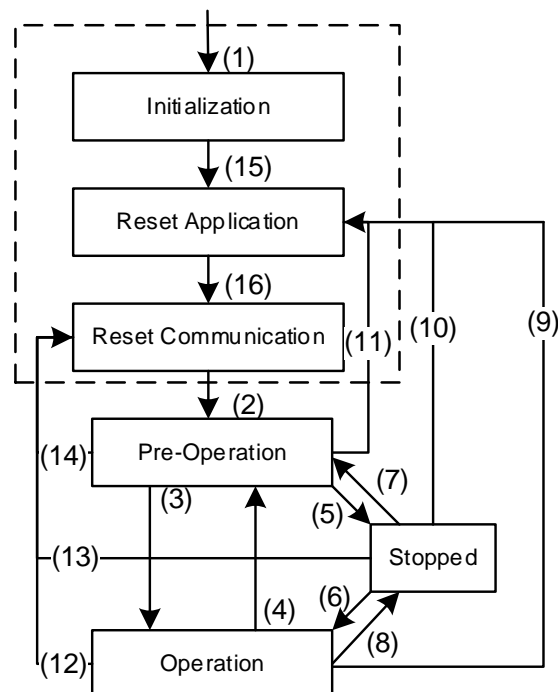 (1)
Initialization
(15)
Reset Application
(16)
(10)
(9)
Reset Communication
(11)
(2)
(14)
Pre-Operation
(7)
(3)
(5)
(13)
Stopped
(6)
(4)
(8)
(12)
Operation